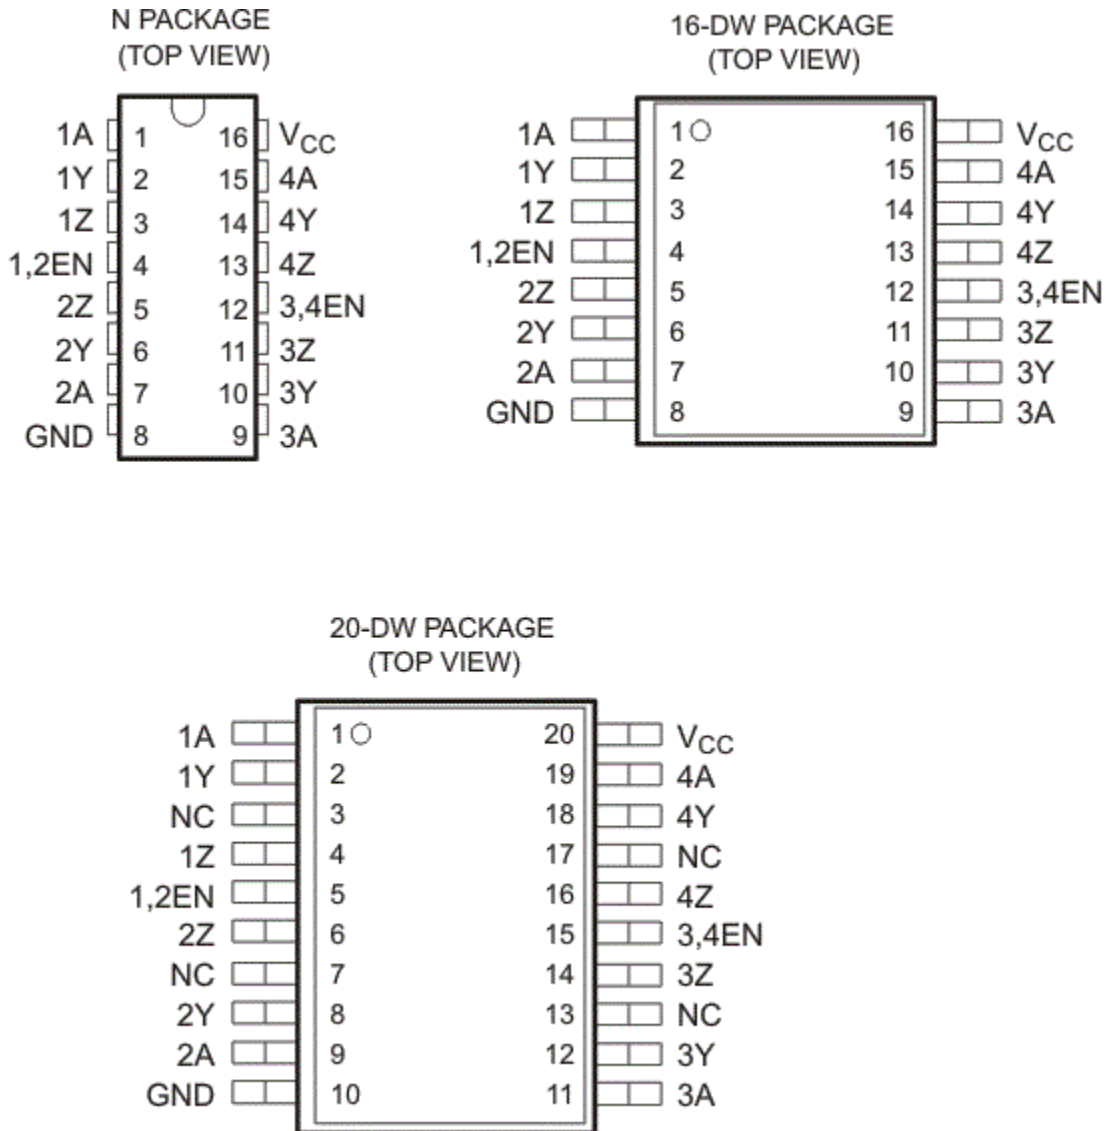 N PACKAGE
(TOP VIEW)
1A 1 16 VCC
1Y 2 15 4A
1Z 3 14 4Y
1,2EN 4 13 4Z
2Z 5 12 3,4EN
2Y 6 11 3Z
2A 7 10 3Y
GND 8 9 3A
16-DW PACKAGE
(TOP VIEW)
1A 1 16 VCC
1Y 2 15 4A
1Z 3 14 4Y
1,2EN 4 13 4Z
2Z 5 12 3,4EN
2Y 6 11 3Z
2A 7 10 3Y
GND 8 9 3A
20-DW PACKAGE
(TOP VIEW)
1A 1 20 VCC
1Y 2 19 4A
NC 3 18 4Y
1Z 4 17 NC
1,2EN 5 16 4Z
2Z 6 15 3,4EN
NC 7 14 3Z
2Y 8 13 NC
2A 9 12 3Y
GND 10 11 3A